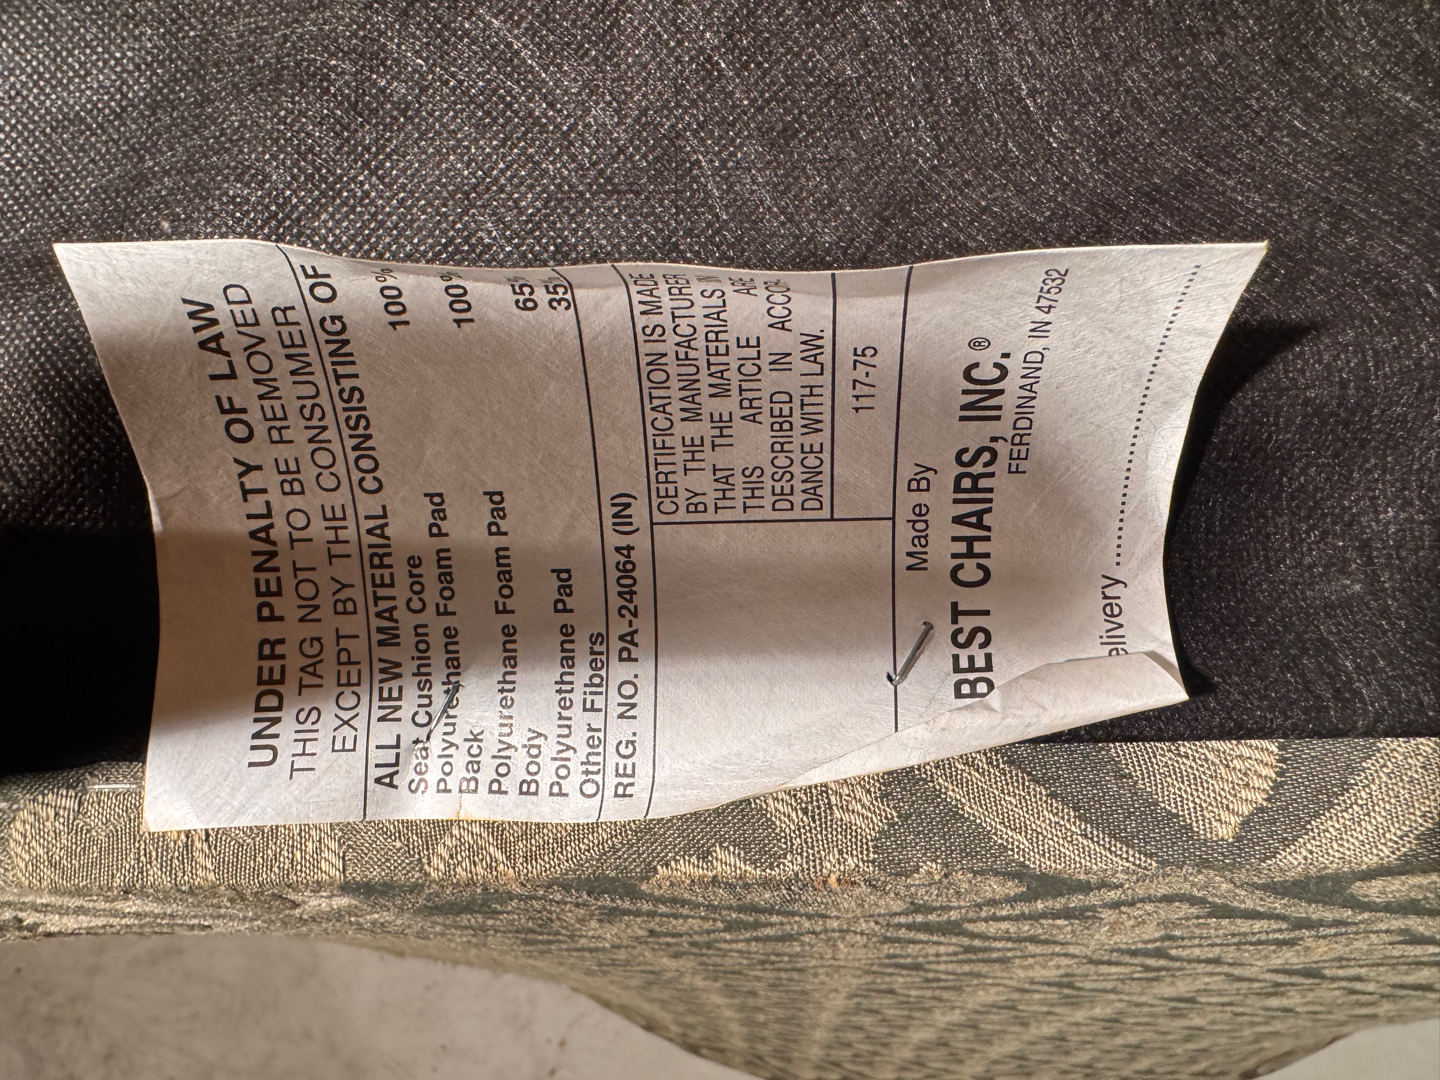 UNDER PENALTY OF LAW
THIS TAG NOT TO BE REMOVED
EXCEPT BY THE CONSUMER
ALL NEW MATERIAL CONSISTING OF
Seat Cushion Core
Polyurethane Foam Pad 100%
Back
Polyurethane Foam Pad 100%
Body
Polyurethane Pad 65%
Other Fibers 35%
REG. NO. PA-24064 (IN)
CERTIFICATION IS MADE
BY THE MANUFACTURER
THAT THE MATERIALS IN
THIS ARTICLE ARE
DESCRIBED IN ACCOR-
DANCE WITH LAW.
117-75
Made By
BEST CHAIRS, INC.®
FERDINAND, IN 47532
elivery ........................................